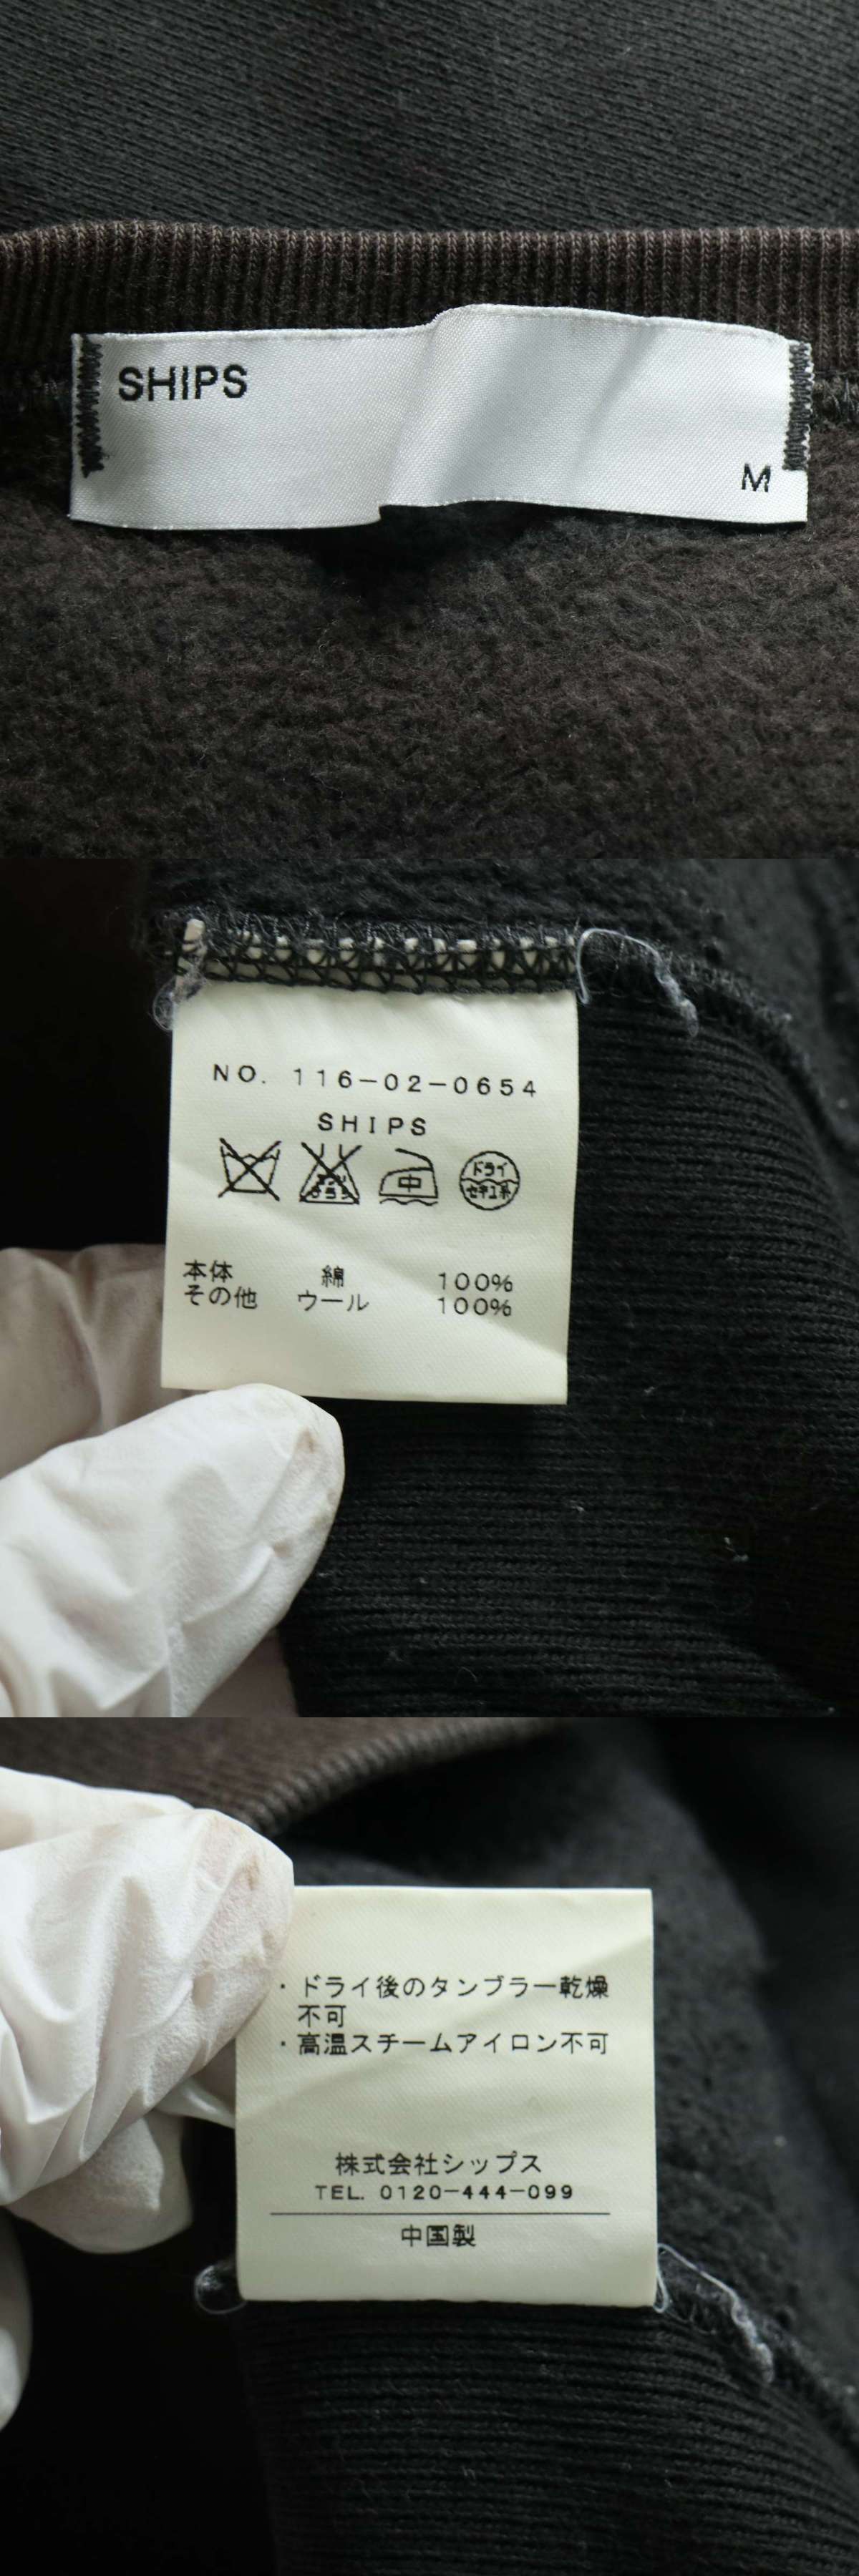 SHIPS
M
NO. 116-02-0654
SHIPS
中
ドライ
セキユ系
本体 綿 100%
その他 ウール 100%
・ドライ後のタンブラー乾燥
不可
・高温スチームアイロン不可
株式会社シップス
TEL. 0120-444-099
中国製